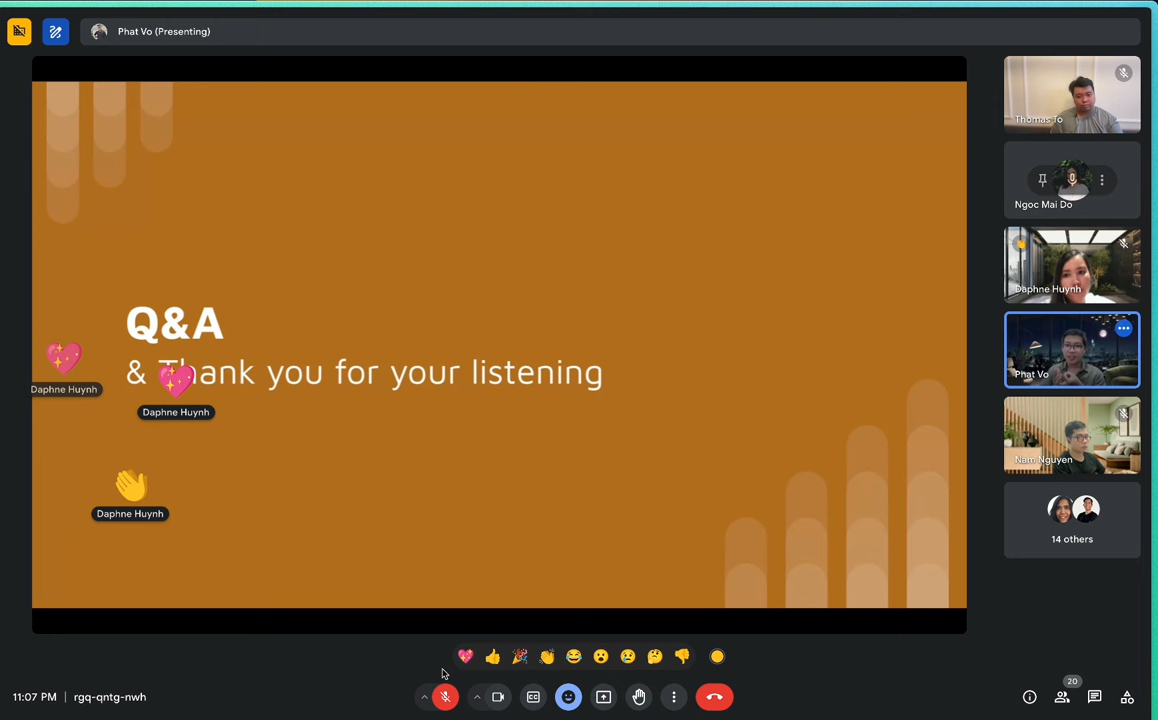 Phat Vo (Presenting)
Thomas To
Ngoc Mai Do
Daphne Huynh
Phat Vo
Nam Nguyen
14 others
Q&A
& Thank you for your listening
Daphne Huynh
Daphne Huynh
Daphne Huynh
11:07 PM | rgq-qntg-nwh
CC
20